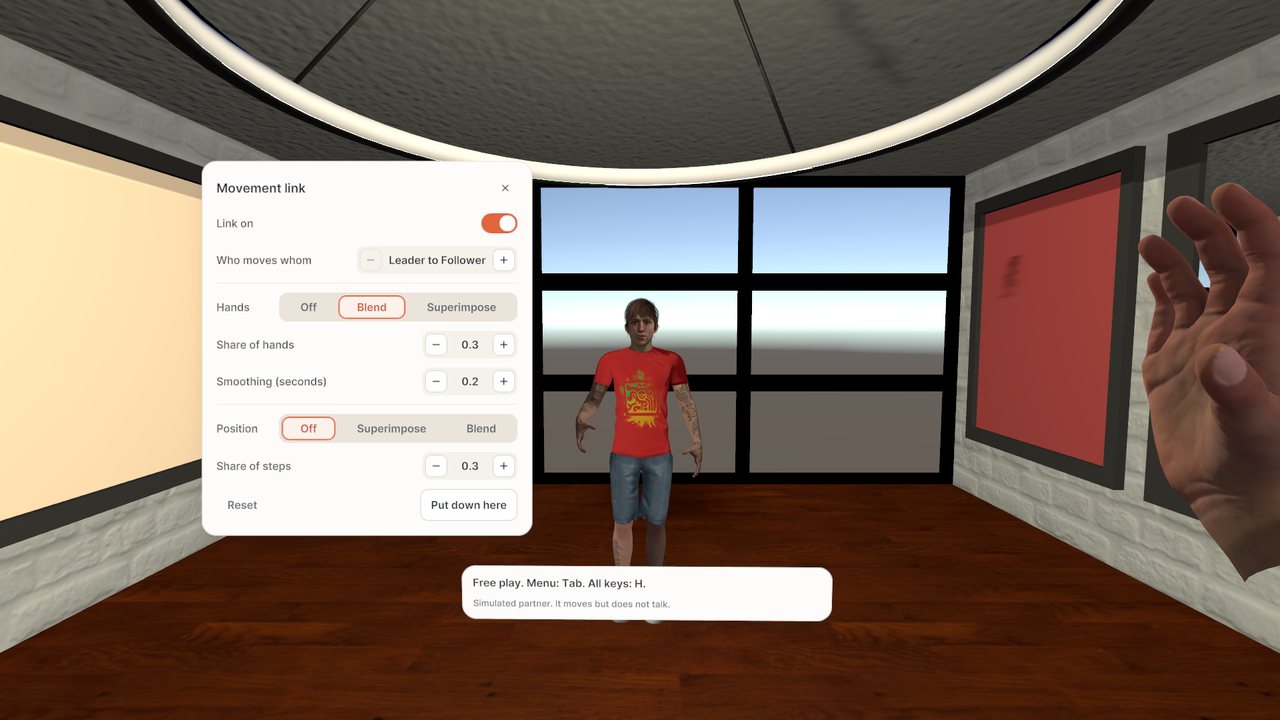 Movement link ×
Link on
Who moves whom − Leader to Follower +
Hands Off Blend Superimpose
Share of hands − 0.3 +
Smoothing (seconds) − 0.2 +
Position Off Superimpose Blend
Share of steps − 0.3 +
Reset Put down here
Free play. Menu: Tab. All keys: H.
Simulated partner. It moves but does not talk.